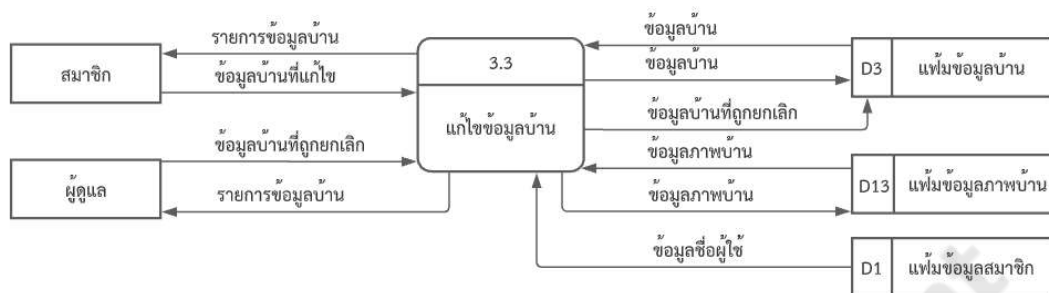 รายการข้อมูลบ้าน
ข้อมูลบ้าน
สมาชิก
3.3
D3
แฟ้มข้อมูลบ้าน
ข้อมูลบ้านที่แก้ไข
ข้อมูลบ้าน
แก้ไขข้อมูลบ้าน
ข้อมูลบ้านที่ถูกยกเลิก
ข้อมูลบ้านที่ถูกยกเลิก
ผู้ดูแล
ข้อมูลภาพบ้าน
D13
แฟ้มข้อมูลภาพบ้าน
รายการข้อมูลบ้าน
ข้อมูลภาพบ้าน
ข้อมูลชื่อผู้ใช้
D1
แฟ้มข้อมูลสมาชิก